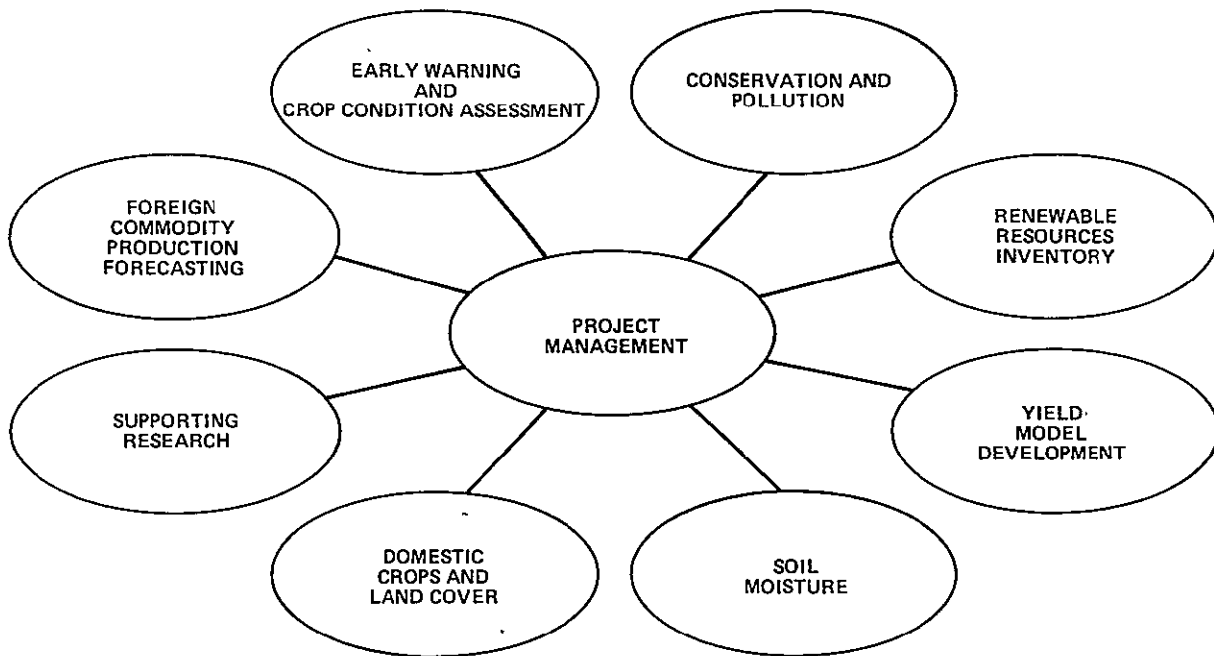 EARLY WARNING
AND
CROP CONDITION ASSESSMENT
CONSERVATION AND
POLLUTION
FOREIGN
COMMODITY
PRODUCTION
FORECASTING
RENEWABLE
RESOURCES
INVENTORY
PROJECT
MANAGEMENT
SUPPORTING
RESEARCH
YIELD
MODEL
DEVELOPMENT
DOMESTIC
CROPS AND
LAND COVER
SOIL
MOISTURE